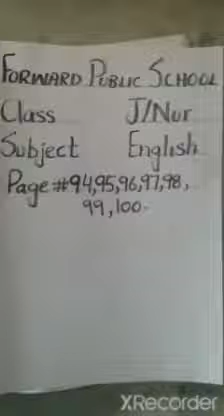 FORWARD PUBLIC SCHOOL
Class J/Nur
Subject English
Page #94,95,96,97,98,
99,100.
XRecorder